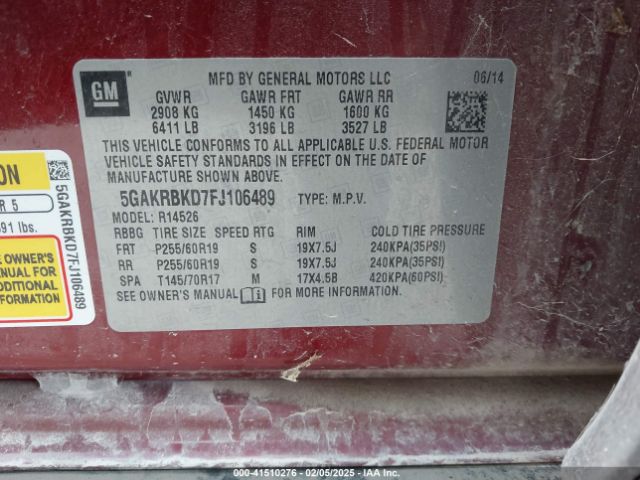 GM
MFD BY GENERAL MOTORS LLC 06/14
GVWR GAWR FRT GAWR RR
2908 KG 1450 KG 1600 KG
6411 LB 3196 LB 3527 LB
THIS VEHICLE CONFORMS TO ALL APPLICABLE U.S. FEDERAL MOTOR
VEHICLE SAFETY STANDARDS IN EFFECT ON THE DATE OF
MANUFACTURE SHOWN ABOVE.
5GAKRBKD7FJ106489 TYPE: M.P.V.
MODEL: R14526
RBBG TIRE SIZE SPEED RTG RIM COLD TIRE PRESSURE
FRT P255/60R19 S 19X7.5J 240KPA(35PSI)
RR P255/60R19 S 19X7.5J 240KPA(35PSI)
SPA T145/70R17 M 17X4.5B 420KPA(60PSI)
SEE OWNER'S MANUAL FOR MORE INFORMATION.
ON
R 5
91 lbs.
EE OWNER'S
MANUAL FOR
MORE
5GAKRBKD7FJ106489
© 000-41510276 - 02/05/2025 - IAA Inc.